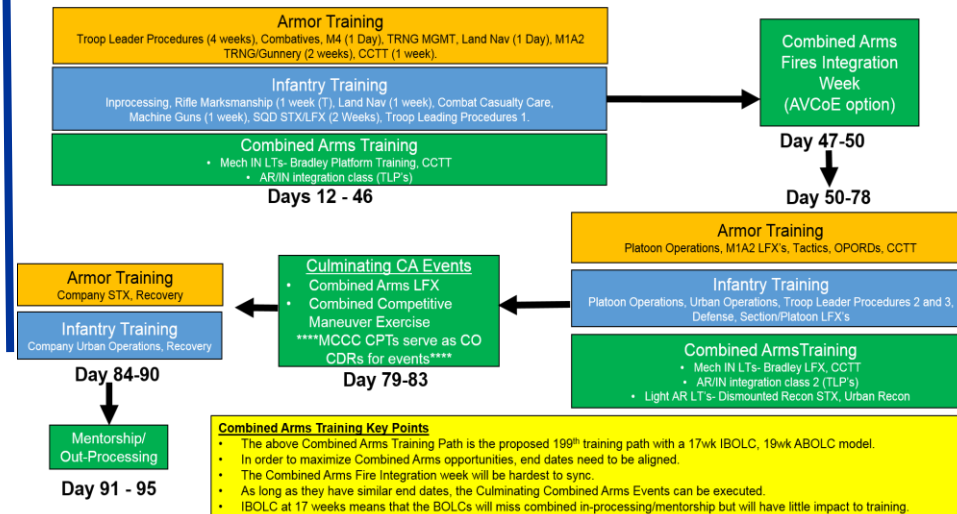 Armor Training
Troop Leader Procedures (4 weeks), Combatives, M4 (1 Day), TRNG MGMT, Land Nav (1 Day), M1A2
TRNG/Gunnery (2 weeks), CCTT (1 week).
Infantry Training
Inprocessing, Rifle Marksmanship (1 week (T), Land Nav (1 week), Combat Casualty Care,
Machine Guns (1 week), SQD STX/LFX (2 Weeks), Troop Leading Procedures 1.
Combined Arms Training
• Mech IN LTs- Bradley Platform Training, CCTT
• AR/IN integration class (TLP's)
Days 12 - 46
Combined Arms
Fires Integration
Week
(AVCoE option)
Day 47-50
Day 50-78
Armor Training
Platoon Operations, M1A2 LFX's, Tactics, OPORDs, CCTT
Infantry Training
Platoon Operations, Urban Operations, Troop Leader Procedures 2 and 3,
Defense, Section/Platoon LFX's
Combined ArmsTraining
• Mech IN LTs- Bradley LFX, CCTT
• AR/IN integration class 2 (TLP's)
• Light AR LT's- Dismounted Recon STX, Urban Recon
Culminating CA Events
• Combined Arms LFX
• Combined Competitive
Maneuver Exercise
****MCCC CPTs serve as CO
CDRs for events****
Day 79-83
Armor Training
Company STX, Recovery
Infantry Training
Company Urban Operations, Recovery
Day 84-90
Mentorship/
Out-Processing
Day 91 - 95
Combined Arms Training Key Points
• The above Combined Arms Training Path is the proposed 199th training path with a 17wk IBOLC, 19wk ABOLC model.
• In order to maximize Combined Arms opportunities, end dates need to be aligned.
• The Combined Arms Fire Integration week will be hardest to sync.
• As long as they have similar end dates, the Culminating Combined Arms Events can be executed.
• IBOLC at 17 weeks means that the BOLCs will miss combined in-processing/mentorship but will have little impact to training.